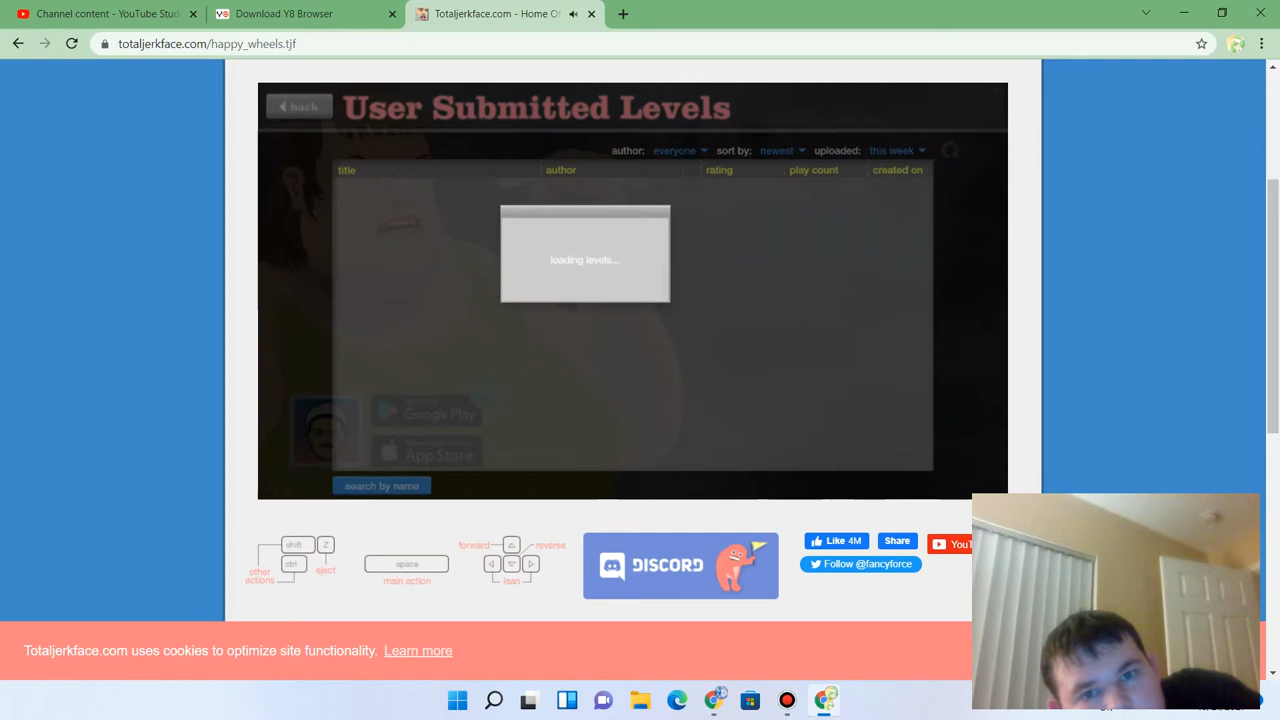 Channel content - YouTube Stud
Download Y8 Browser
Totaljerkface.com - Home Of
totaljerkface.com/happy_wheels.tjf
back
User Submitted Levels
author: everyone sort by: newest uploaded: this week
title author rating play count created on
loading levels...
Google Play
App Store
search by name
shift Z
ctrl
other actions
eject
space
main action
forward
reverse
lean
DISCORD
Like 4M Share
YouT
Follow @fancyforce
Totaljerkface.com uses cookies to optimize site functionality. Learn more